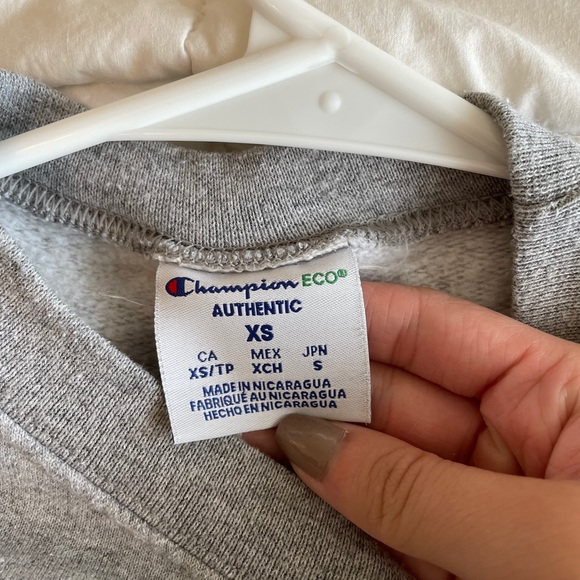 Champion ECO®
AUTHENTIC
XS
CA MEX JPN
XS/TP XCH S
MADE IN NICARAGUA
FABRIQUÉ AU NICARAGUA
HECHO EN NICARAGUA